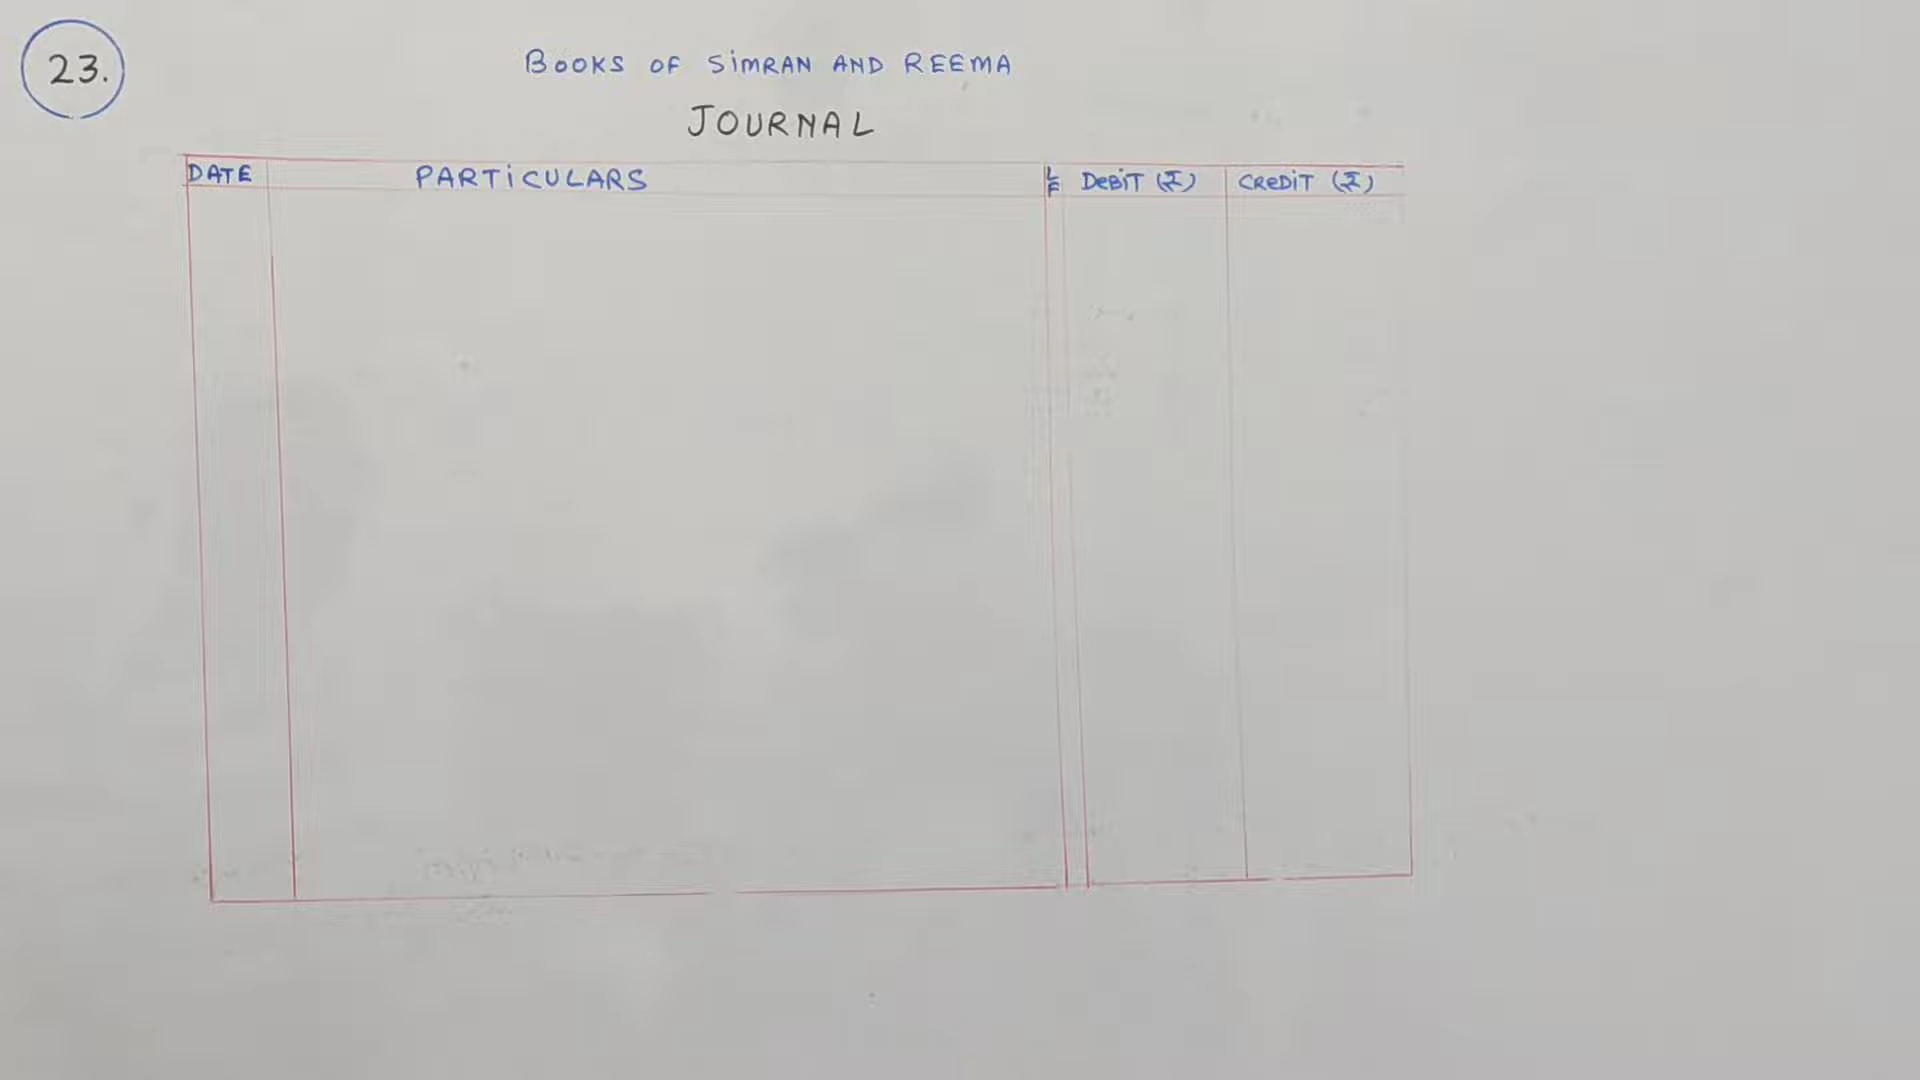 23.
BOOKS OF SIMRAN AND REEMA
JOURNAL
DATE PARTICULARS LF DEBIT (₹) CREDIT (₹)